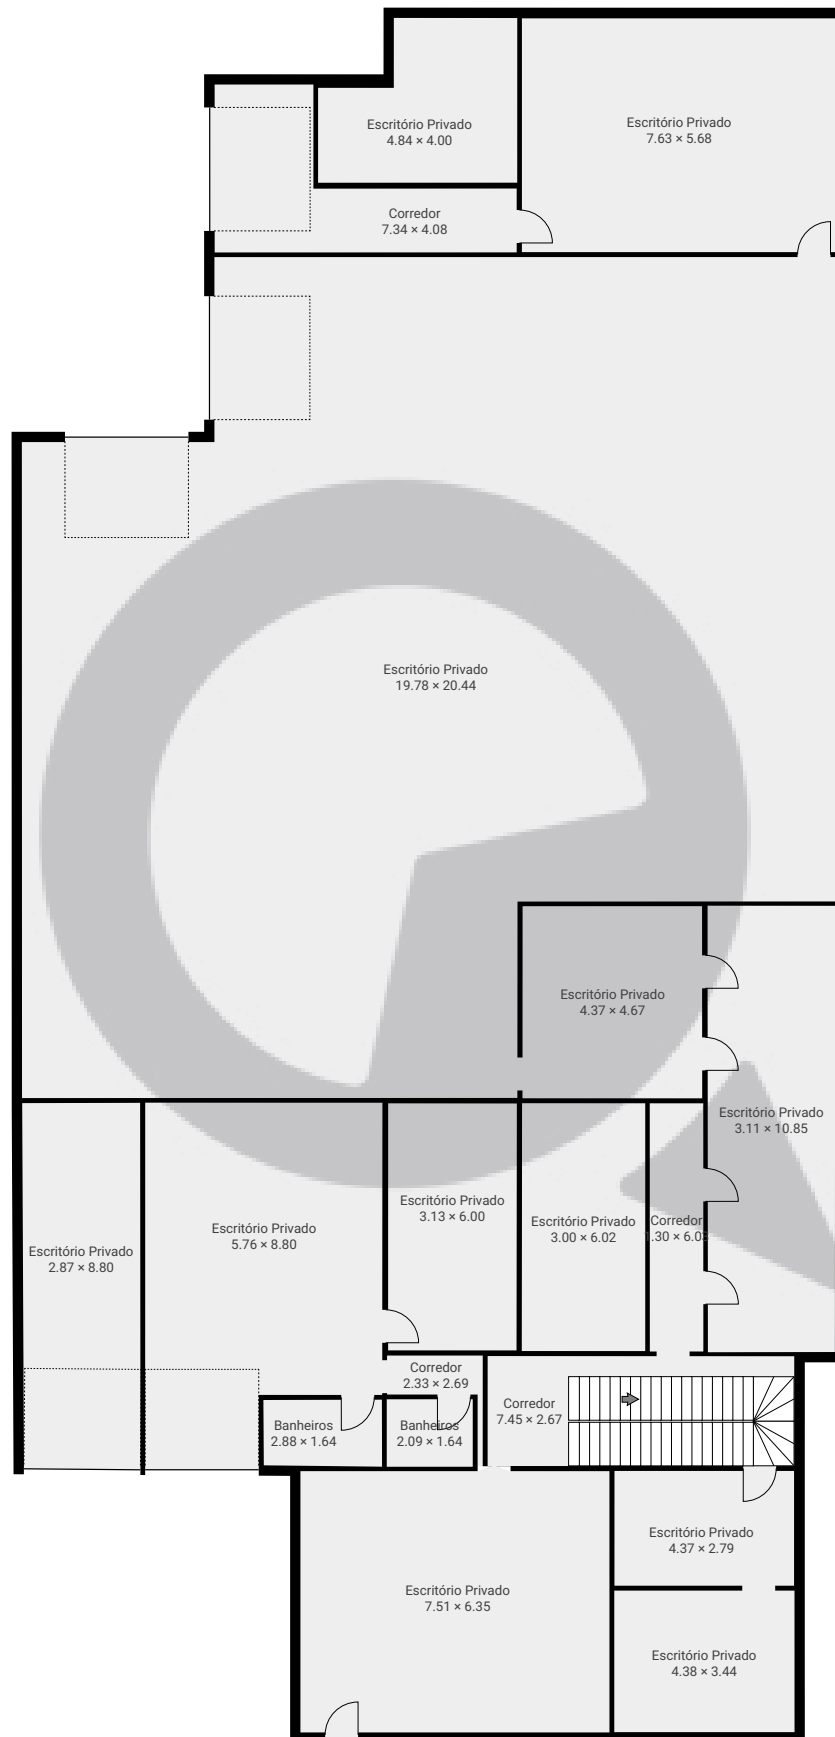 Escritório Privado
4.84 × 4.00
Escritório Privado
7.63 × 5.68
Corredor
7.34 × 4.08
Escritório Privado
19.78 × 20.44
Escritório Privado
4.37 × 4.67
Escritório Privado
3.11 × 10.85
Escritório Privado
3.13 × 6.00
Escritório Privado
3.00 × 6.02
Corredor
Escritório Privado
5.76 × 8.80
Escritório Privado
2.87 × 8.80
Corredor
2.33 × 2.69
Corredor
7.45 × 2.67
Banheiros
2.88 × 1.64
Banheiros
2.09 × 1.64
Escritório Privado
4.37 × 2.79
Escritório Privado
7.51 × 6.35
Escritório Privado
4.38 × 3.44